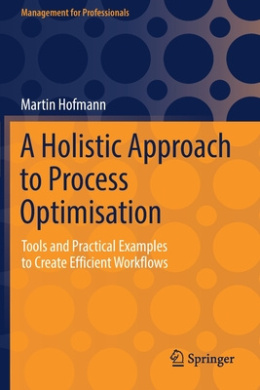 Management for Professionals
Martin Hofmann
A Holistic Approach
to Process
Optimisation
Tools and Practical Examples
to Create Efficient Workflows
Springer